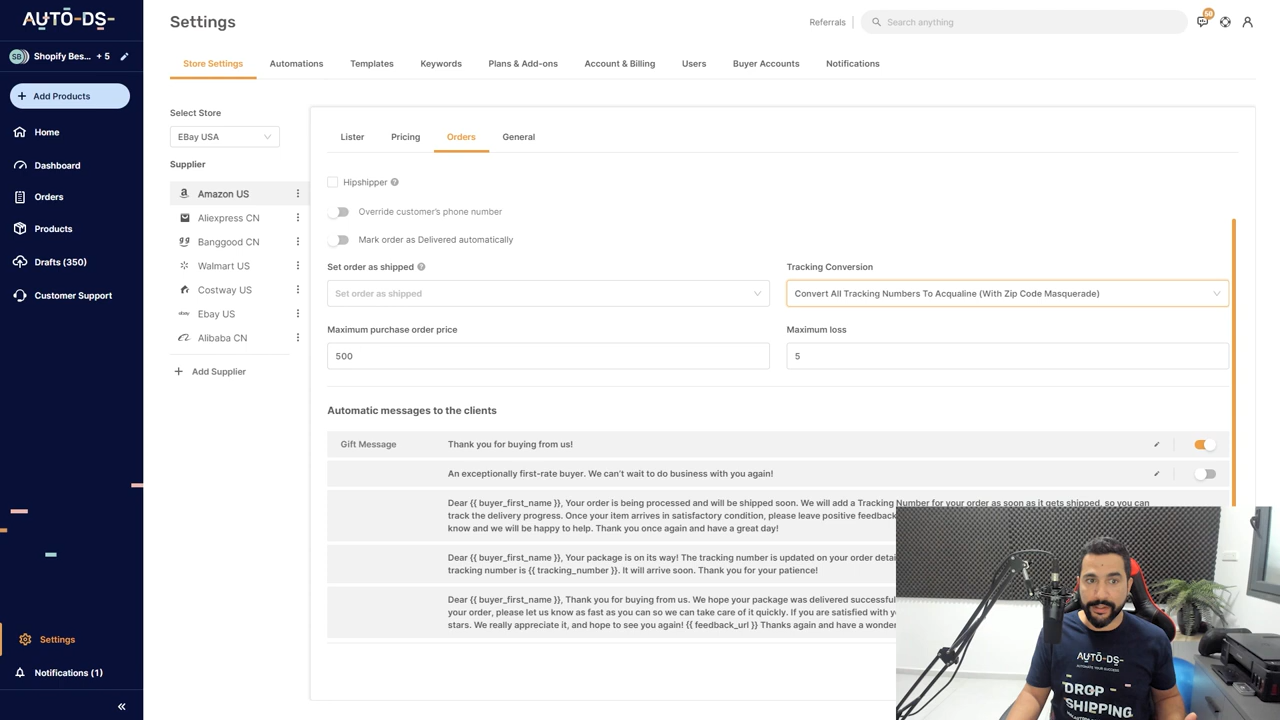 AUTO-DS-
Settings
Referrals
Search anything
50
SB
Shopify Bes... + 5
Add Products
Home
Dashboard
Orders
Products
Drafts (350)
Customer Support
Settings
Notifications (1)
Store Settings
Automations
Templates
Keywords
Plans & Add-ons
Account & Billing
Users
Buyer Accounts
Notifications
Select Store
EBay USA
Supplier
Amazon US
Aliexpress CN
Banggood CN
Walmart US
Costway US
ebay Ebay US
Alibaba CN
Add Supplier
Lister
Pricing
Orders
General
Hipshipper
Override customer's phone number
Mark order as Delivered automatically
Set order as shipped
Set order as shipped
Tracking Conversion
Convert All Tracking Numbers To Acqualine (With Zip Code Masquerade)
Maximum purchase order price
500
Maximum loss
5
Automatic messages to the clients
Gift Message
Thank you for buying from us!
An exceptionally first-rate buyer. We can't wait to do business with you again!
Dear {{ buyer_first_name }}, Your order is being processed and will be shipped soon. We will add a Tracking Number for your order as soon as it gets shipped, so you can
track the delivery progress. Once your item arrives in satisfactory condition, please leave positive feedback
know and we will be happy to help. Thank you once again and have a great day!
Dear {{ buyer_first_name }}, Your package is on its way! The tracking number is updated on your order detai
tracking number is {{ tracking_number }}. It will arrive soon. Thank you for your patience!
Dear {{ buyer_first_name }}, Thank you for buying from us. We hope your package was delivered successful
your order, please let us know as fast as you can so we can take care of it quickly. If you are satisfied with y
stars. We really appreciate it, and hope to see you again! {{ feedback_url }} Thanks again and have a wonder
AUTO-DS-
DROP
SHIPPING